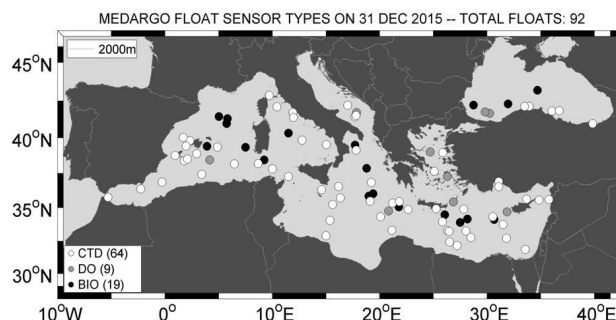 MEDARGO FLOAT SENSOR TYPES ON 31 DEC 2015 -- TOTAL FLOATS: 92
2000m
45°N
40°N
35°N
30°N
CTD (64)
DO (9)
BIO (19)
10°W 0° 10°E 20°E 30°E 40°E